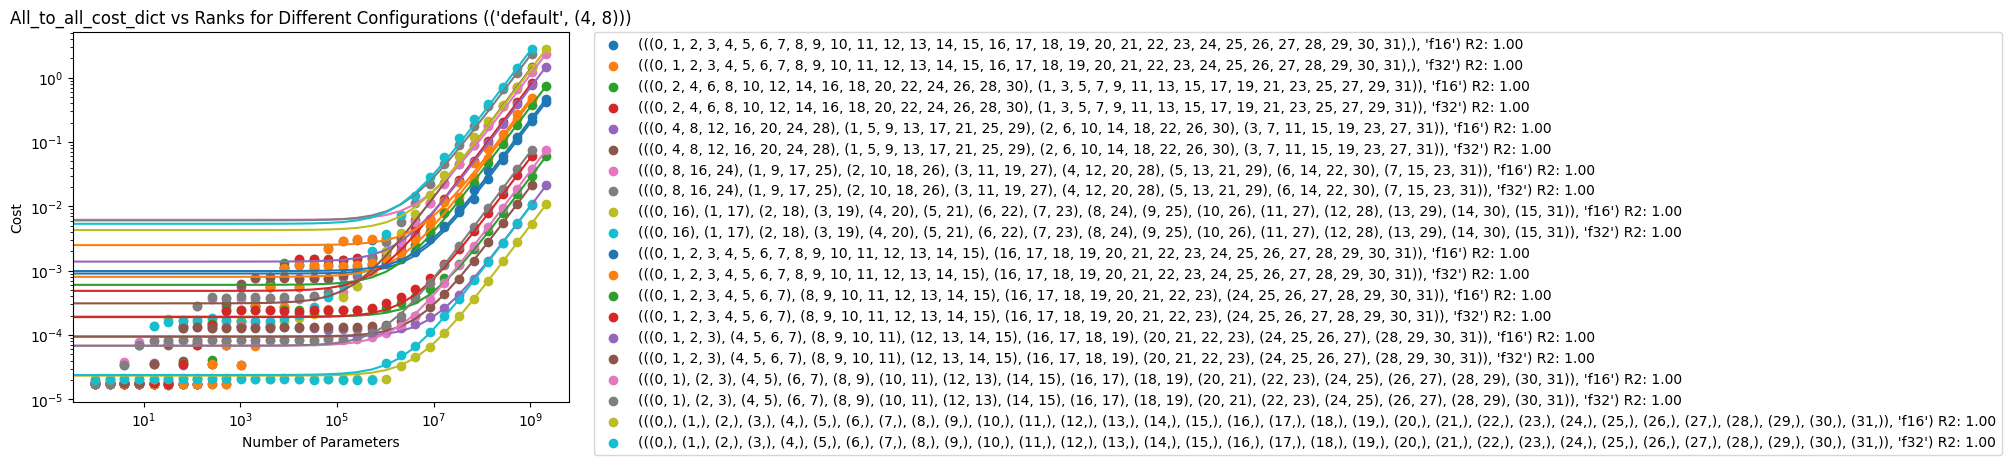 All_to_all_cost_dict vs Ranks for Different Configurations (('default', (4, 8)))
Cost
10⁰
10⁻¹
10⁻²
10⁻³
10⁻⁴
10⁻⁵
10¹
10³
10⁵
10⁷
10⁹
Number of Parameters
(((0, 1, 2, 3, 4, 5, 6, 7, 8, 9, 10, 11, 12, 13, 14, 15, 16, 17, 18, 19, 20, 21, 22, 23, 24, 25, 26, 27, 28, 29, 30, 31),), 'f16') R2: 1.00
(((0, 1, 2, 3, 4, 5, 6, 7, 8, 9, 10, 11, 12, 13, 14, 15, 16, 17, 18, 19, 20, 21, 22, 23, 24, 25, 26, 27, 28, 29, 30, 31),), 'f32') R2: 1.00
(((0, 2, 4, 6, 8, 10, 12, 14, 16, 18, 20, 22, 24, 26, 28, 30), (1, 3, 5, 7, 9, 11, 13, 15, 17, 19, 21, 23, 25, 27, 29, 31)), 'f16') R2: 1.00
(((0, 2, 4, 6, 8, 10, 12, 14, 16, 18, 20, 22, 24, 26, 28, 30), (1, 3, 5, 7, 9, 11, 13, 15, 17, 19, 21, 23, 25, 27, 29, 31)), 'f32') R2: 1.00
(((0, 4, 8, 12, 16, 20, 24, 28), (1, 5, 9, 13, 17, 21, 25, 29), (2, 6, 10, 14, 18, 22, 26, 30), (3, 7, 11, 15, 19, 23, 27, 31)), 'f16') R2: 1.00
(((0, 4, 8, 12, 16, 20, 24, 28), (1, 5, 9, 13, 17, 21, 25, 29), (2, 6, 10, 14, 18, 22, 26, 30), (3, 7, 11, 15, 19, 23, 27, 31)), 'f32') R2: 1.00
(((0, 8, 16, 24), (1, 9, 17, 25), (2, 10, 18, 26), (3, 11, 19, 27), (4, 12, 20, 28), (5, 13, 21, 29), (6, 14, 22, 30), (7, 15, 23, 31)), 'f16') R2: 1.00
(((0, 8, 16, 24), (1, 9, 17, 25), (2, 10, 18, 26), (3, 11, 19, 27), (4, 12, 20, 28), (5, 13, 21, 29), (6, 14, 22, 30), (7, 15, 23, 31)), 'f32') R2: 1.00
(((0, 16), (1, 17), (2, 18), (3, 19), (4, 20), (5, 21), (6, 22), (7, 23), (8, 24), (9, 25), (10, 26), (11, 27), (12, 28), (13, 29), (14, 30), (15, 31)), 'f16') R2: 1.00
(((0, 16), (1, 17), (2, 18), (3, 19), (4, 20), (5, 21), (6, 22), (7, 23), (8, 24), (9, 25), (10, 26), (11, 27), (12, 28), (13, 29), (14, 30), (15, 31)), 'f32') R2: 1.00
(((0, 1, 2, 3, 4, 5, 6, 7, 8, 9, 10, 11, 12, 13, 14, 15), (16, 17, 18, 19, 20, 21, 22, 23, 24, 25, 26, 27, 28, 29, 30, 31)), 'f16') R2: 1.00
(((0, 1, 2, 3, 4, 5, 6, 7, 8, 9, 10, 11, 12, 13, 14, 15), (16, 17, 18, 19, 20, 21, 22, 23, 24, 25, 26, 27, 28, 29, 30, 31)), 'f32') R2: 1.00
(((0, 1, 2, 3, 4, 5, 6, 7), (8, 9, 10, 11, 12, 13, 14, 15), (16, 17, 18, 19, 20, 21, 22, 23), (24, 25, 26, 27, 28, 29, 30, 31)), 'f16') R2: 1.00
(((0, 1, 2, 3, 4, 5, 6, 7), (8, 9, 10, 11, 12, 13, 14, 15), (16, 17, 18, 19, 20, 21, 22, 23), (24, 25, 26, 27, 28, 29, 30, 31)), 'f32') R2: 1.00
(((0, 1, 2, 3), (4, 5, 6, 7), (8, 9, 10, 11), (12, 13, 14, 15), (16, 17, 18, 19), (20, 21, 22, 23), (24, 25, 26, 27), (28, 29, 30, 31)), 'f16') R2: 1.00
(((0, 1, 2, 3), (4, 5, 6, 7), (8, 9, 10, 11), (12, 13, 14, 15), (16, 17, 18, 19), (20, 21, 22, 23), (24, 25, 26, 27), (28, 29, 30, 31)), 'f32') R2: 1.00
(((0, 1), (2, 3), (4, 5), (6, 7), (8, 9), (10, 11), (12, 13), (14, 15), (16, 17), (18, 19), (20, 21), (22, 23), (24, 25), (26, 27), (28, 29), (30, 31)), 'f16') R2: 1.00
(((0, 1), (2, 3), (4, 5), (6, 7), (8, 9), (10, 11), (12, 13), (14, 15), (16, 17), (18, 19), (20, 21), (22, 23), (24, 25), (26, 27), (28, 29), (30, 31)), 'f32') R2: 1.00
(((0,), (1,), (2,), (3,), (4,), (5,), (6,), (7,), (8,), (9,), (10,), (11,), (12,), (13,), (14,), (15,), (16,), (17,), (18,), (19,), (20,), (21,), (22,), (23,), (24,), (25,), (26,), (27,), (28,), (29,), (30,), (31,)), 'f16') R2: 1.00
(((0,), (1,), (2,), (3,), (4,), (5,), (6,), (7,), (8,), (9,), (10,), (11,), (12,), (13,), (14,), (15,), (16,), (17,), (18,), (19,), (20,), (21,), (22,), (23,), (24,), (25,), (26,), (27,), (28,), (29,), (30,), (31,)), 'f32') R2: 1.00